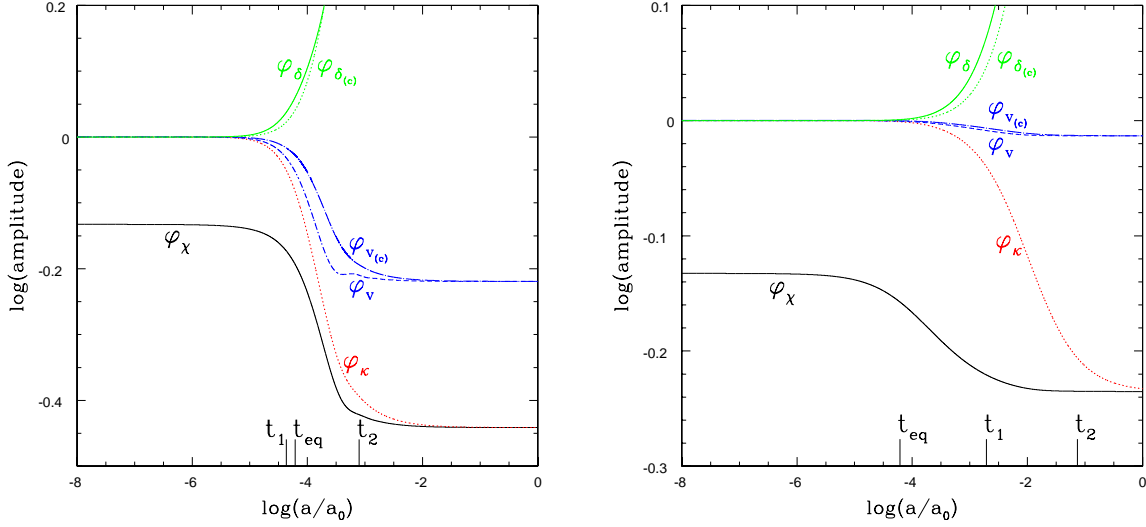 0.2
0
-0.2
-0.4
log(amplitude)
φδ
φδ(c)
φv(c)
φv
φχ
φκ
t1 teq t2
-8 -6 -4 -2 0
log(a/a0)
0.1
0
-0.1
-0.2
-0.3
log(amplitude)
φδ
φδ(c)
φv(c)
φv
φκ
φχ
teq t1 t2
-8 -6 -4 -2 0
log(a/a0)